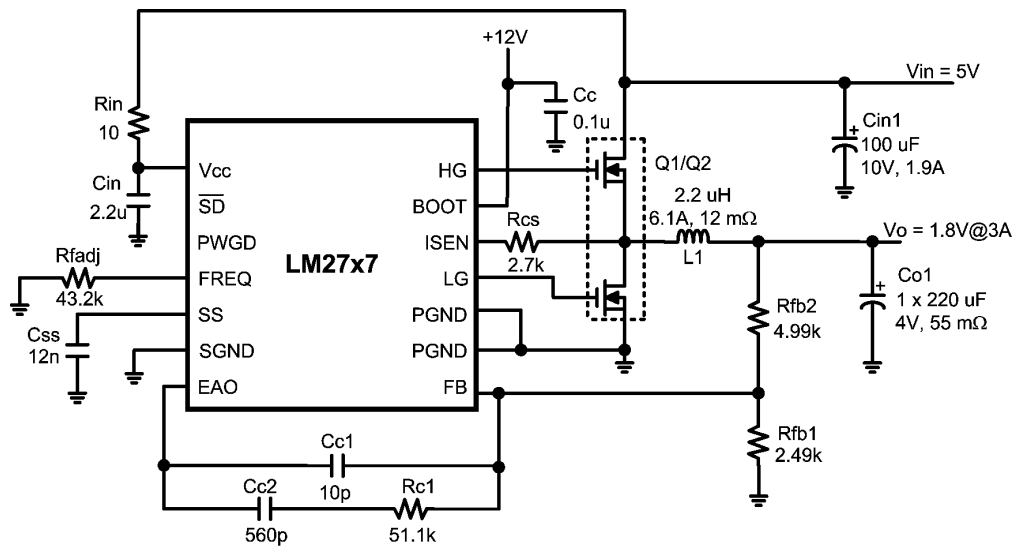 +12V
Vin = 5V
Rin
10
Cc
0.1u
Cin1
100 uF
10V, 1.9A
+
Vcc
HG
Q1/Q2
Cin
2.2u
SD
BOOT
2.2 uH
6.1A, 12 mΩ
L1
Rcs
2.7k
PWGD
ISEN
LM27x7
Vo = 1.8V@3A
Rfadj
43.2k
FREQ
LG
Co1
1 x 220 uF
4V, 55 mΩ
+
Rfb2
4.99k
Css
12n
SS
PGND
SGND
PGND
EAO
FB
Rfb1
2.49k
Cc1
10p
Cc2
560p
Rc1
51.1k